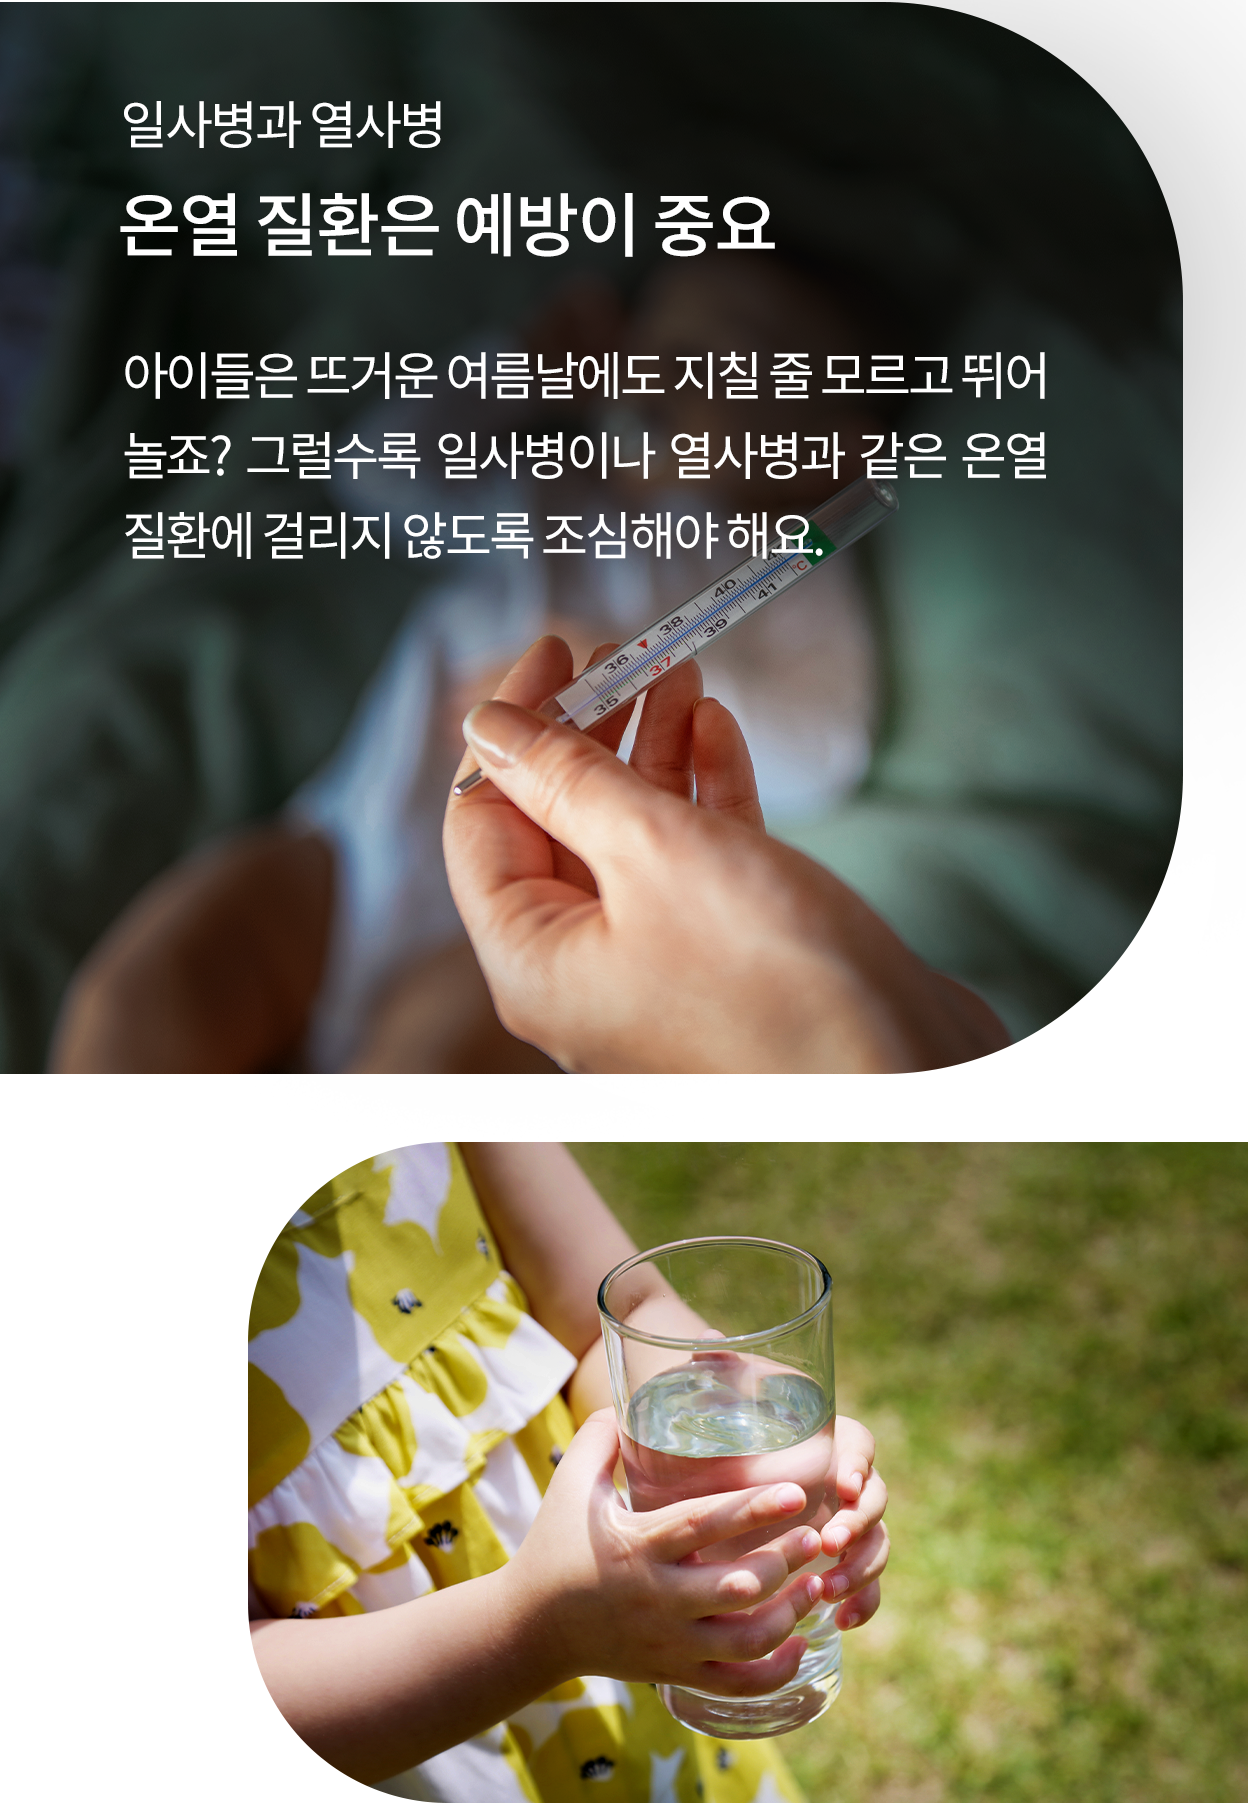 일사병과 열사병
온열 질환은 예방이 중요
아이들은 뜨거운 여름날에도 지칠 줄 모르고 뛰어
놀죠? 그럴수록 일사병이나 열사병과 같은 온열
질환에 걸리지 않도록 조심해야 해요.
°C
40
41
38
39
36
37
35